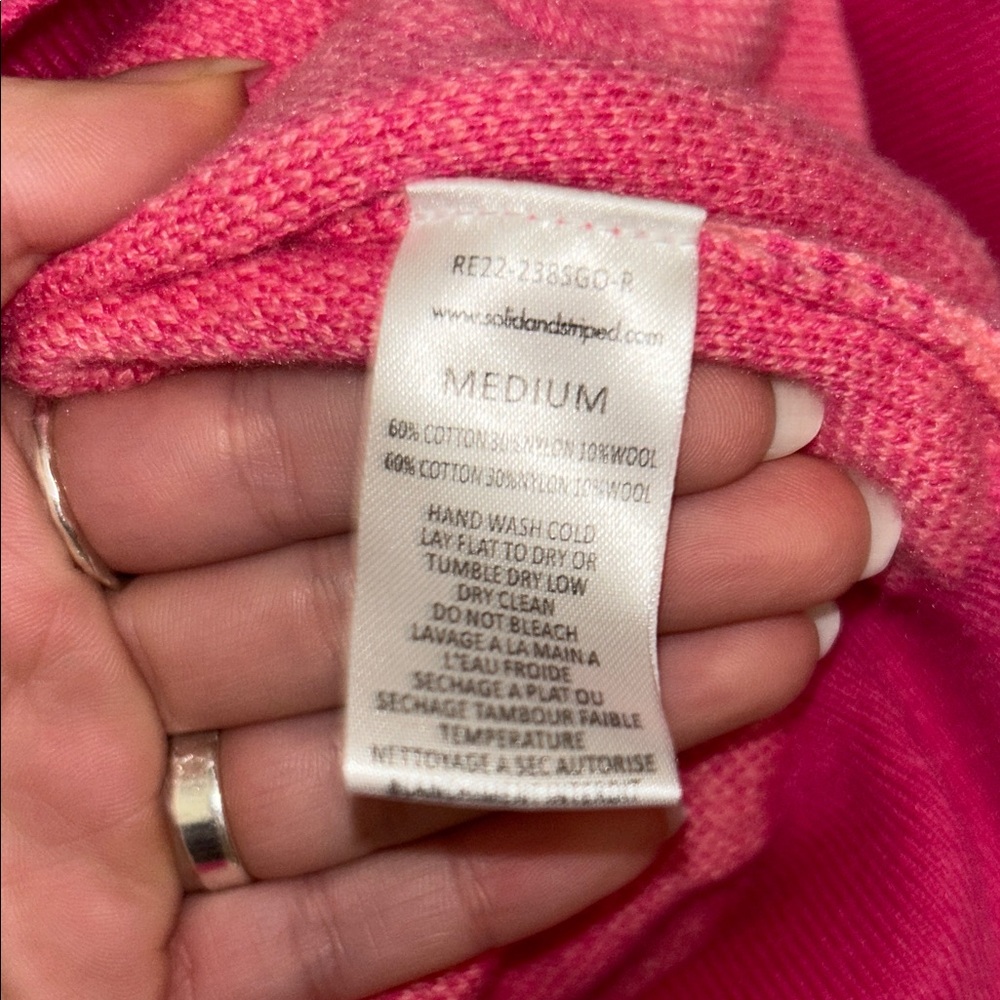 RE22-2385GO-R
www.solidandstriped.com
MEDIUM
60% COTTON 30%NYLON 10%WOOL
60% COTTON 30%NYLON 10%WOOL
HAND WASH COLD
LAY FLAT TO DRY OR
TUMBLE DRY LOW
DRY CLEAN
DO NOT BLEACH
LAVAGE A LA MAIN A
L'EAU FROIDE
SECHAGE A PLAT OU
SECHAGE TAMBOUR FAIBLE
TEMPERATURE
NETTOYAGE A SEC AUTORISE